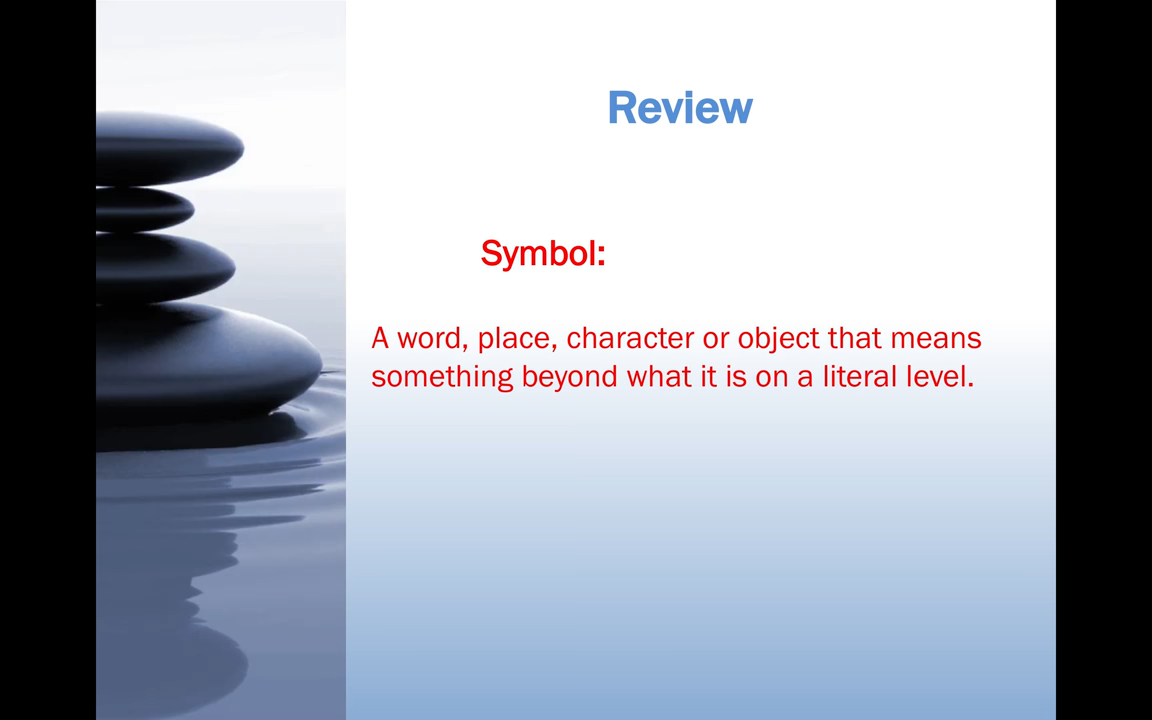 Review
Symbol:
A word, place, character or object that means
something beyond what it is on a literal level.